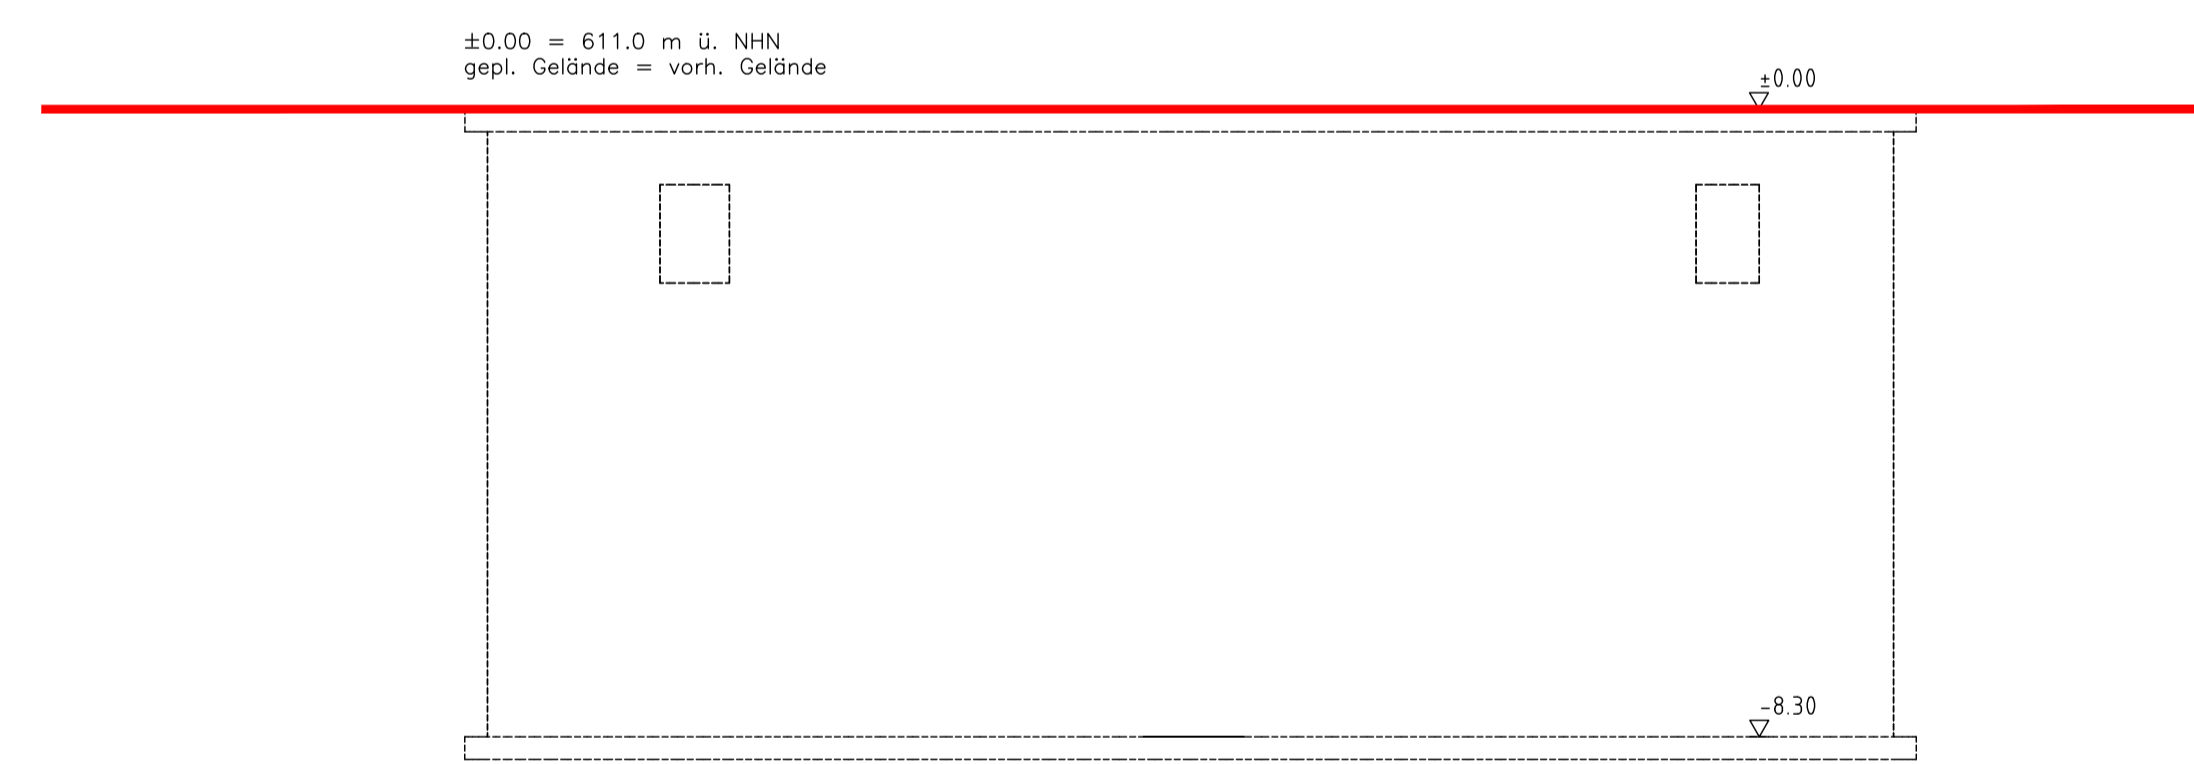 ±0.00 = 611.0 m ü. NHN
gepl. Gelände = vorh. Gelände
±0.00
-8.30